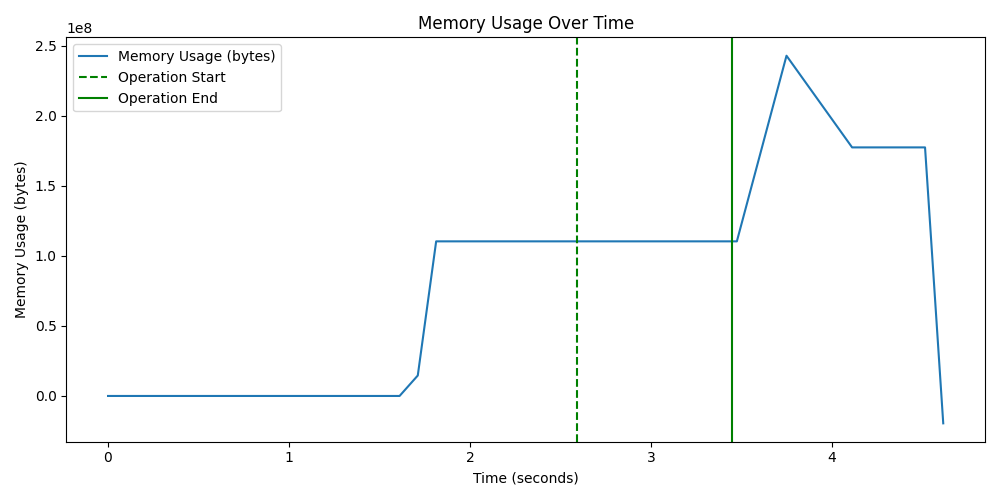 Memory Usage Over Time
1e8
Memory Usage (bytes)
Operation Start
Operation End
2.5
2.0
1.5
1.0
0.5
0.0
Memory Usage (bytes)
0 1 2 3 4
Time (seconds)